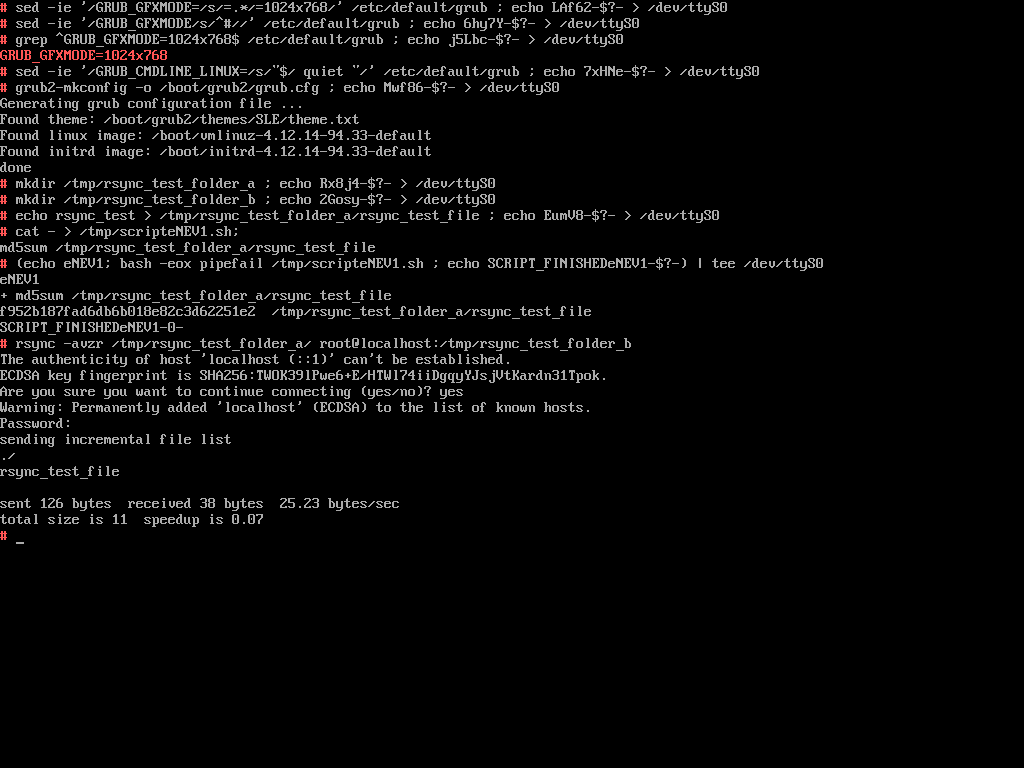 # sed -ie '/GRUB_GFXMODE=/s/=.*/=1024x768/' /etc/default/grub ; echo LAf62-$?- > /dev/ttyS0
# sed -ie '/GRUB_GFXMODE/s/^#//' /etc/default/grub ; echo 6hy7Y-$?- > /dev/ttyS0
# grep ^GRUB_GFXMODE=1024x768$ /etc/default/grub ; echo j5Lbc-$?- > /dev/ttyS0
GRUB_GFXMODE=1024x768
# sed -ie '/GRUB_CMDLINE_LINUX=/s/"$/ quiet "/' /etc/default/grub ; echo 7xHNe-$?- > /dev/ttyS0
# grub2-mkconfig -o /boot/grub2/grub.cfg ; echo Mwf86-$?- > /dev/ttyS0
Generating grub configuration file ...
Found theme: /boot/grub2/themes/SLE/theme.txt
Found linux image: /boot/vmlinuz-4.12.14-94.33-default
Found initrd image: /boot/initrd-4.12.14-94.33-default
done
# mkdir /tmp/rsync_test_folder_a ; echo Rx8j4-$?- > /dev/ttyS0
# mkdir /tmp/rsync_test_folder_b ; echo 2Gosy-$?- > /dev/ttyS0
# echo rsync_test > /tmp/rsync_test_folder_a/rsync_test_file ; echo EumV8-$?- > /dev/ttyS0
# cat - > /tmp/scripteNEV1.sh;
md5sum /tmp/rsync_test_folder_a/rsync_test_file
# (echo eNEV1; bash -eox pipefail /tmp/scripteNEV1.sh ; echo SCRIPT_FINISHEDeNEV1-$?-) | tee /dev/ttyS0
eNEV1
+ md5sum /tmp/rsync_test_folder_a/rsync_test_file
f952b187fad6db6b018e82c3d62251e2  /tmp/rsync_test_folder_a/rsync_test_file
SCRIPT_FINISHEDeNEV1-0-
# rsync -avzr /tmp/rsync_test_folder_a/ root@localhost:/tmp/rsync_test_folder_b
The authenticity of host 'localhost (::1)' can't be established.
ECDSA key fingerprint is SHA256:TWOK39lPwe6+E/HTWl74iiDgqyYJsjVtKardn31Tpok.
Are you sure you want to continue connecting (yes/no)? yes
Warning: Permanently added 'localhost' (ECDSA) to the list of known hosts.
Password:
sending incremental file list
./
rsync_test_file

sent 126 bytes  received 38 bytes  25.23 bytes/sec
total size is 11  speedup is 0.07
# _